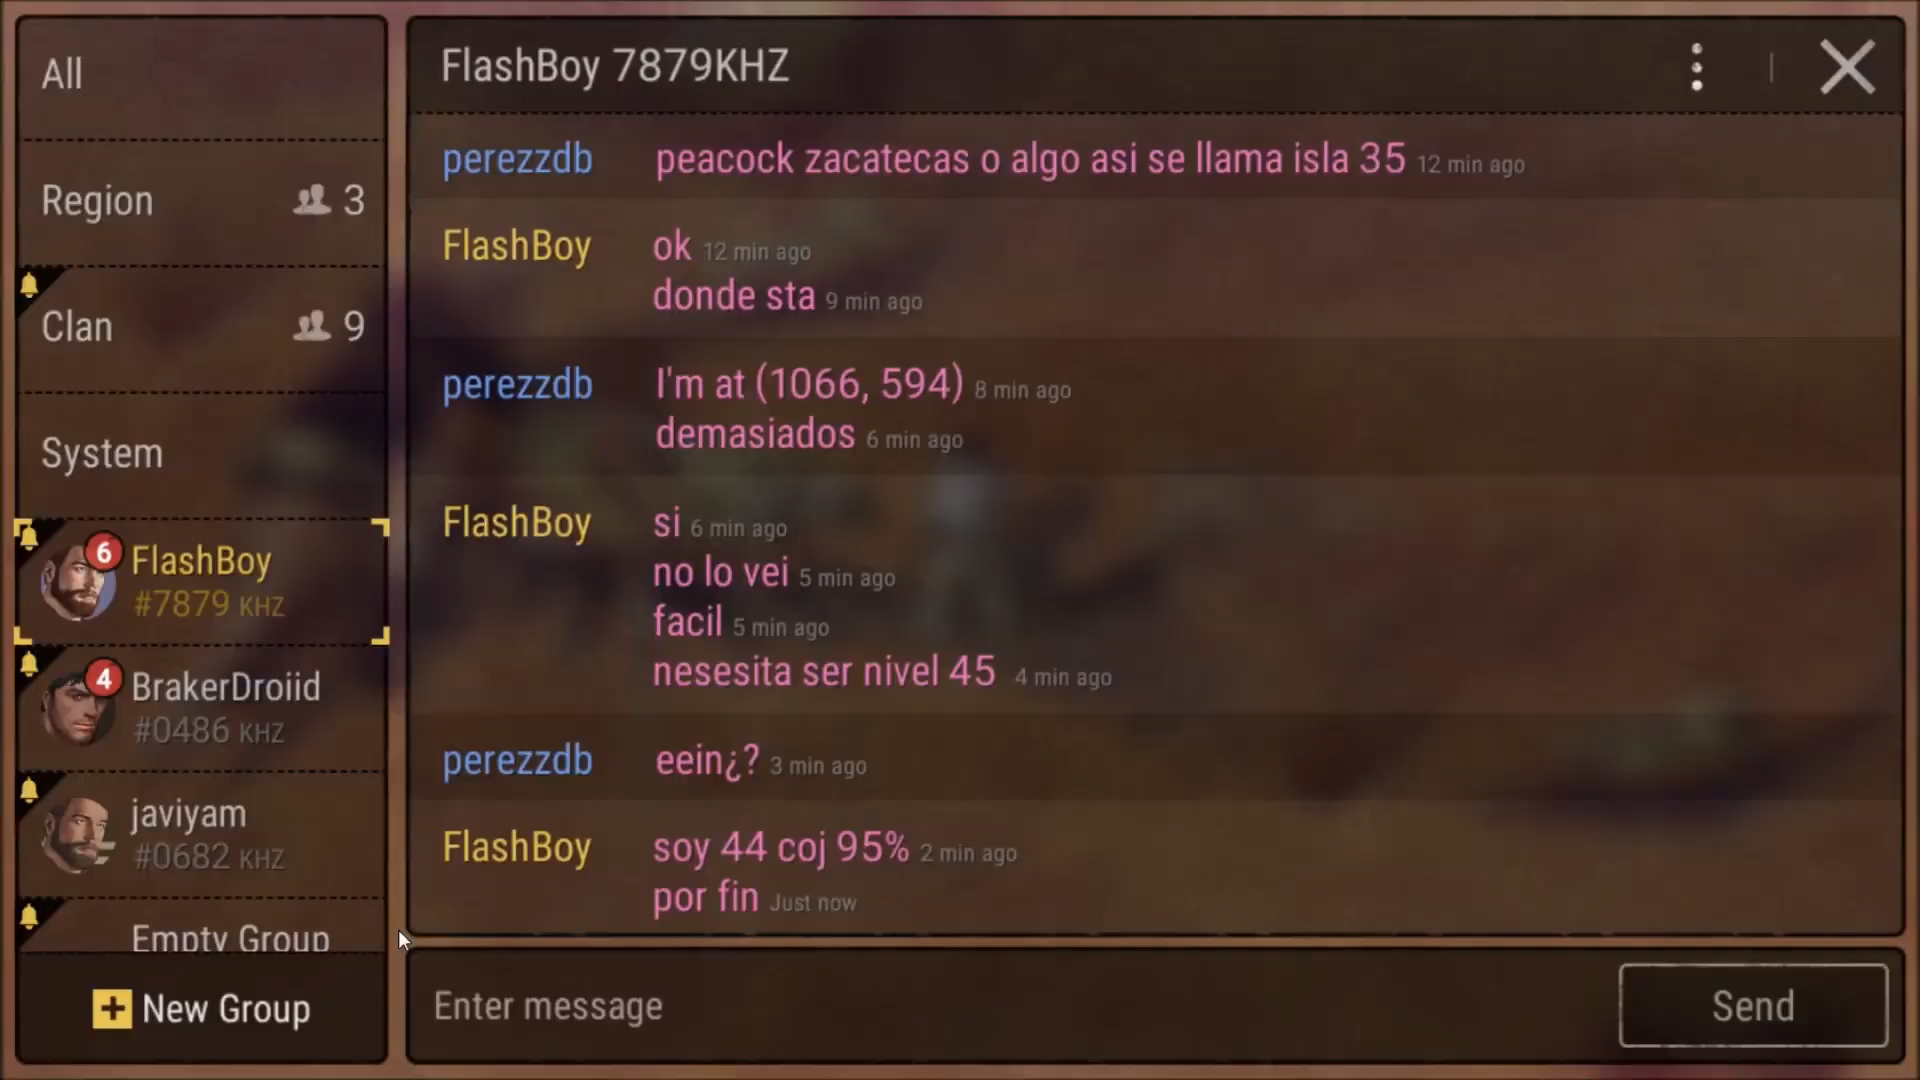 All
Region 3
Clan 9
System
6 FlashBoy
#7879 KHZ
4 BrakerDroiid
#0486 KHZ
javiyam
#0682 KHZ
Empty Group
+ New Group
FlashBoy 7879KHZ
perezzdb peacock zacatecas o algo asi se llama isla 35 12 min ago
FlashBoy ok 12 min ago
donde sta 9 min ago
perezzdb I'm at (1066, 594) 8 min ago
demasiados 6 min ago
FlashBoy si 6 min ago
no lo vei 5 min ago
facil 5 min ago
nesesita ser nivel 45 4 min ago
perezzdb eein¿? 3 min ago
FlashBoy soy 44 coj 95% 2 min ago
por fin Just now
Enter message
Send